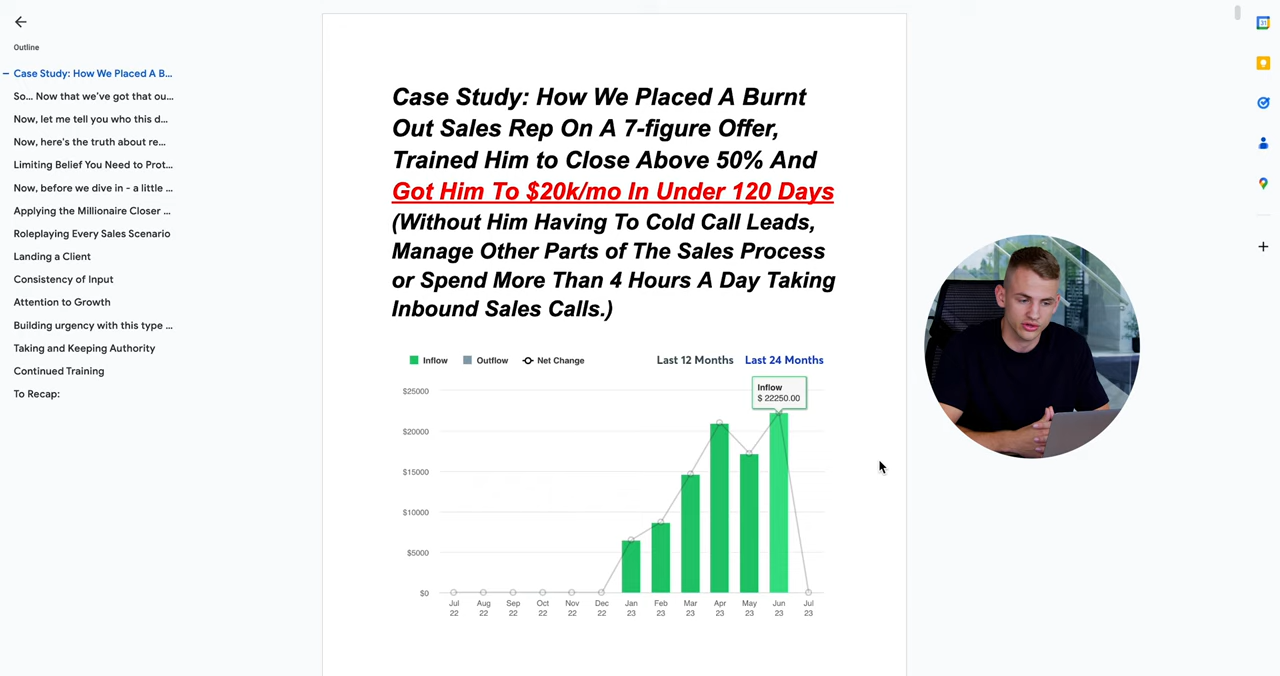 Outline
Case Study: How We Placed A B...
So... Now that we've got that ou...
Now, let me tell you who this d...
Now, here's the truth about re...
Limiting Belief You Need to Prot...
Now, before we dive in - a little ...
Applying the Millionaire Closer ...
Roleplaying Every Sales Scenario
Landing a Client
Consistency of Input
Attention to Growth
Building urgency with this type ...
Taking and Keeping Authority
Continued Training
To Recap:
Case Study: How We Placed A Burnt
Out Sales Rep On A 7-figure Offer,
Trained Him to Close Above 50% And
Got Him To $20k/mo In Under 120 Days
(Without Him Having To Cold Call Leads,
Manage Other Parts of The Sales Process
or Spend More Than 4 Hours A Day Taking
Inbound Sales Calls.)
Inflow Outflow Net Change Last 12 Months Last 24 Months
Inflow
$ 22250.00
$25000
$20000
$15000
$10000
$5000
$0
Jul Aug Sep Oct Nov Dec Jan Feb Mar Apr May Jun Jul
22 22 22 22 22 22 23 23 23 23 23 23 23
31